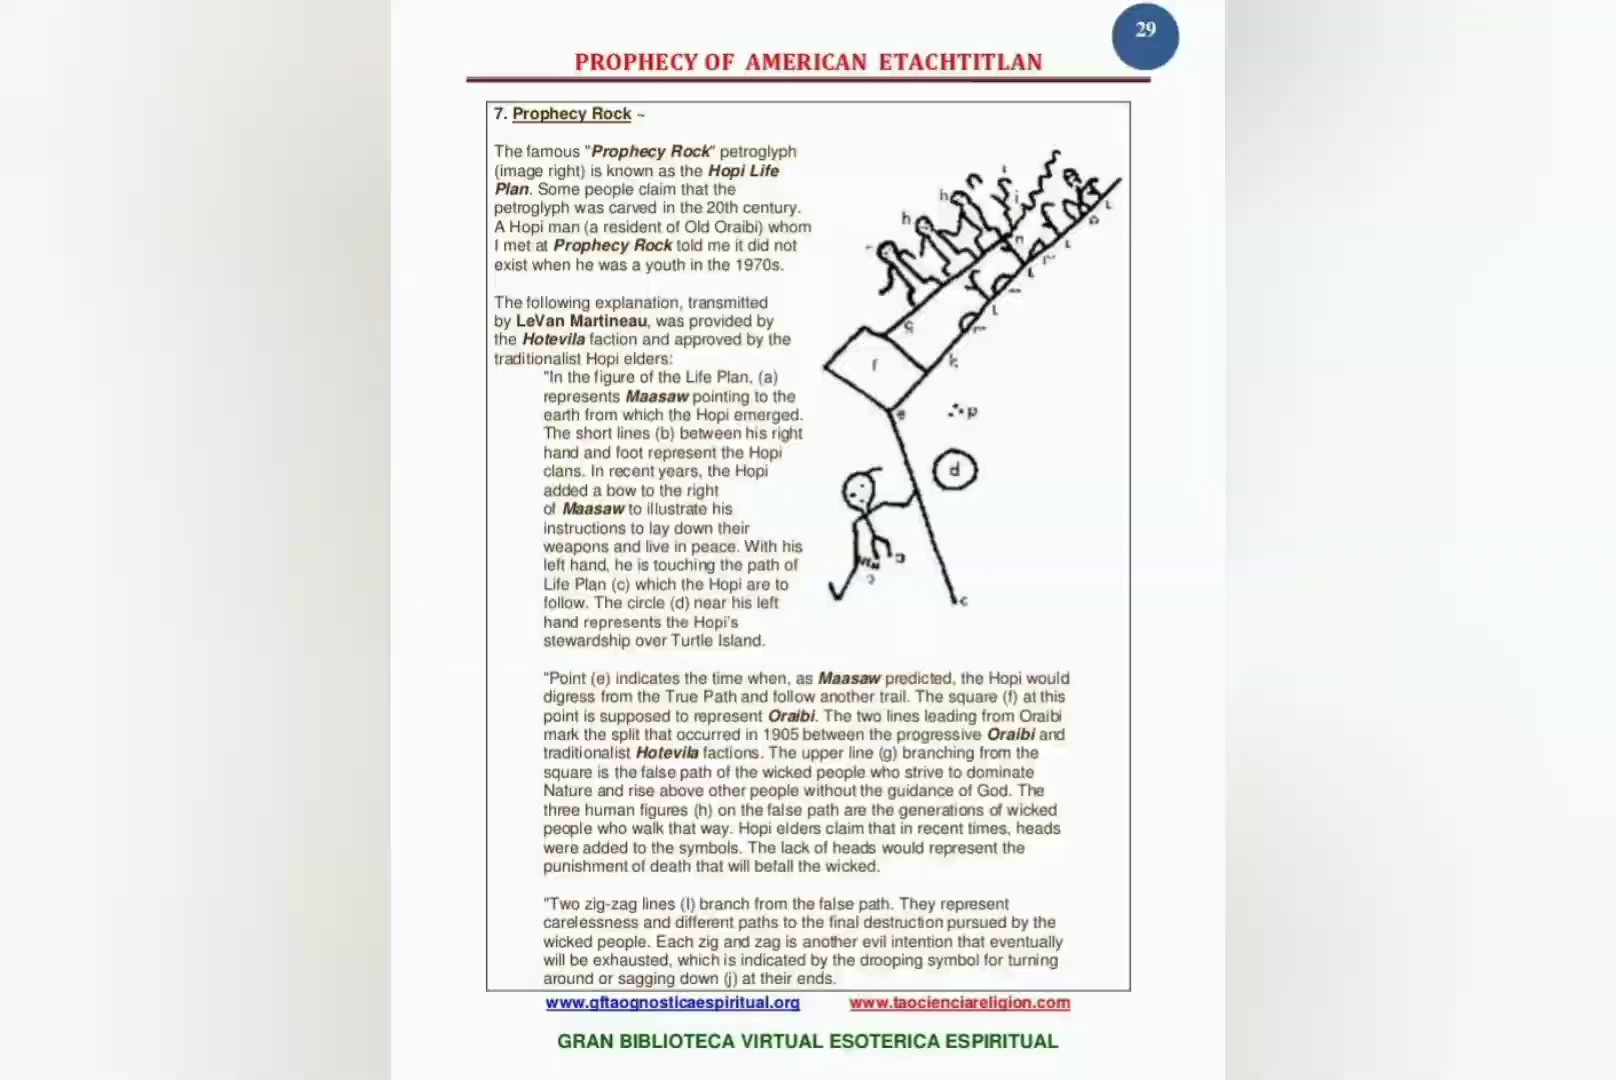 29
PROPHECY OF AMERICAN ETACHTITLAN
7. Prophecy Rock ~
The famous "Prophecy Rock" petroglyph
(image right) is known as the Hopi Life
Plan. Some people claim that the
petroglyph was carved in the 20th century.
A Hopi man (a resident of Old Oraibi) whom
I met at Prophecy Rock told me it did not
exist when he was a youth in the 1970s.
The following explanation, transmitted
by LeVan Martineau, was provided by
the Hotevila faction and approved by the
traditionalist Hopi elders:
"In the figure of the Life Plan, (a)
represents Maasaw pointing to the
earth from which the Hopi emerged.
The short lines (b) between his right
hand and foot represent the Hopi
clans. In recent years, the Hopi
added a bow to the right
of Maasaw to illustrate his
instructions to lay down their
weapons and live in peace. With his
left hand, he is touching the path of
Life Plan (c) which the Hopi are to
follow. The circle (d) near his left
hand represents the Hopi's
stewardship over Turtle Island.
h
h
i
n
g
f
k
e
p
d
c
"Point (e) indicates the time when, as Maasaw predicted, the Hopi would
digress from the True Path and follow another trail. The square (f) at this
point is supposed to represent Oraibi. The two lines leading from Oraibi
mark the split that occurred in 1905 between the progressive Oraibi and
traditionalist Hotevila factions. The upper line (g) branching from the
square is the false path of the wicked people who strive to dominate
Nature and rise above other people without the guidance of God. The
three human figures (h) on the false path are the generations of wicked
people who walk that way. Hopi elders claim that in recent times, heads
were added to the symbols. The lack of heads would represent the
punishment of death that will befall the wicked.
"Two zig-zag lines (I) branch from the false path. They represent
carelessness and different paths to the final destruction pursued by the
wicked people. Each zig and zag is another evil intention that eventually
will be exhausted, which is indicated by the drooping symbol for turning
around or sagging down (j) at their ends.
www.gftaognosticaespiritual.org www.taocienciareligion.com
GRAN BIBLIOTECA VIRTUAL ESOTERICA ESPIRITUAL